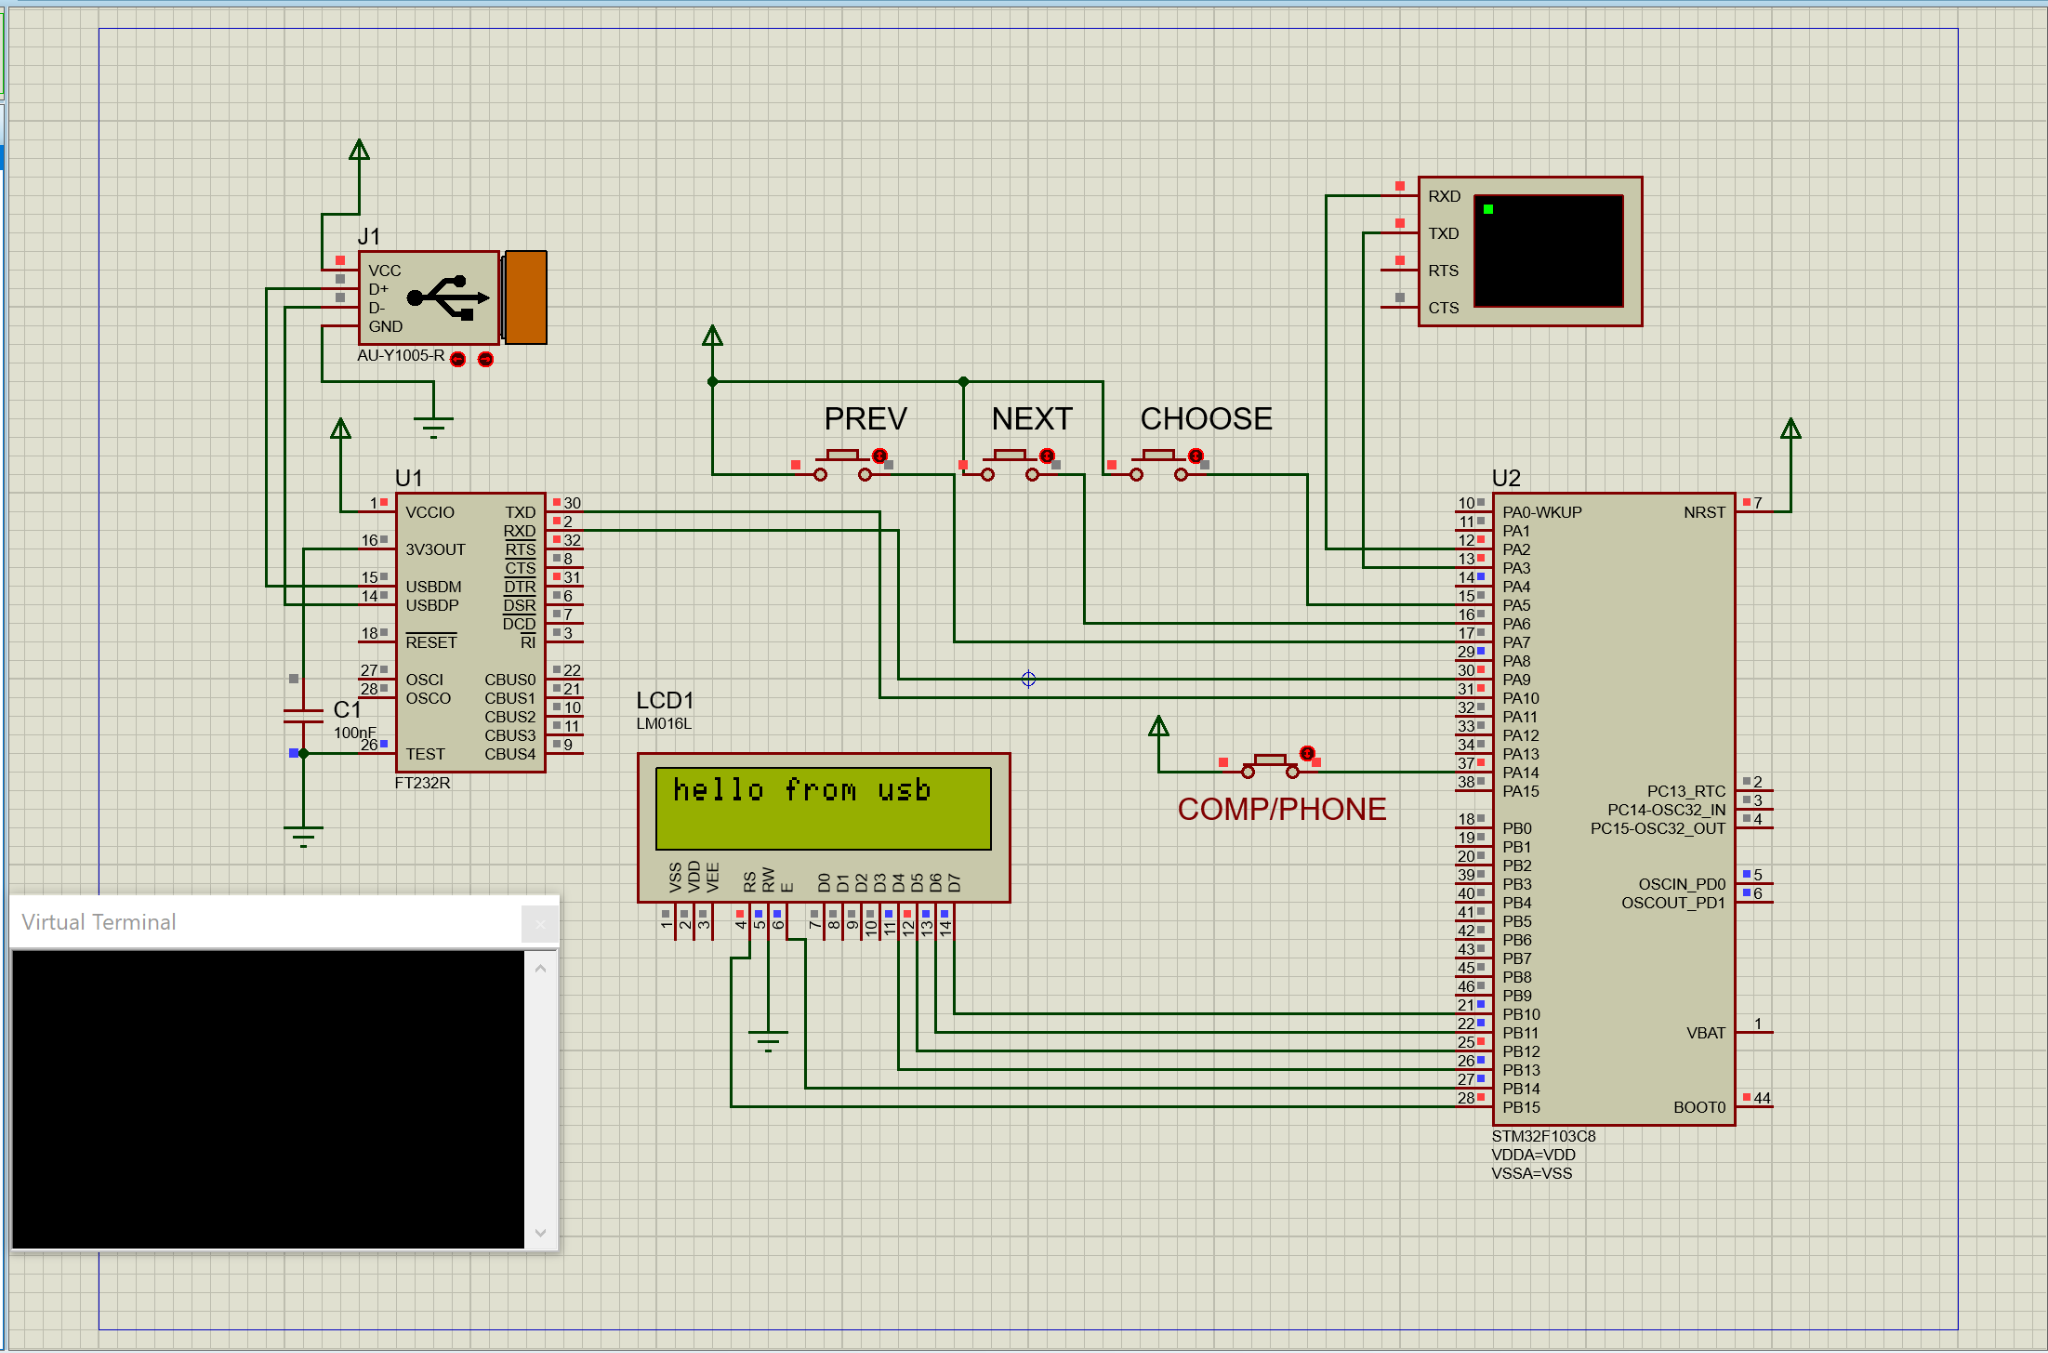 J1
VCC
D+
D-
GND
AU-Y1005-R
RXD
TXD
RTS
CTS
PREV
NEXT
CHOOSE
U1
1
VCCIO
16
3V3OUT
15
USBDM
14
USBDP
18
RESET
27
OSCI
28
OSCO
26
TEST
TXD
30
RXD
2
RTS
32
CTS
8
DTR
31
DSR
6
DCD
7
RI
3
CBUS0
22
CBUS1
21
CBUS2
10
CBUS3
11
CBUS4
9
FT232R
C1
100nF
LCD1
LM016L
hello from usb
VSS
VDD
VEE
RS
RW
E
D0
D1
D2
D3
D4
D5
D6
D7
1
2
3
4
5
6
7
8
9
10
11
12
13
14
COMP/PHONE
U2
10
PA0-WKUP
11
PA1
12
PA2
13
PA3
14
PA4
15
PA5
16
PA6
17
PA7
29
PA8
30
PA9
31
PA10
32
PA11
33
PA12
34
PA13
37
PA14
38
PA15
18
PB0
19
PB1
20
PB2
39
PB3
40
PB4
41
PB5
42
PB6
43
PB7
45
PB8
46
PB9
21
PB10
22
PB11
25
PB12
26
PB13
27
PB14
28
PB15
NRST
7
PC13_RTC
2
PC14-OSC32_IN
3
PC15-OSC32_OUT
4
OSCIN_PD0
5
OSCOUT_PD1
6
VBAT
1
BOOT0
44
STM32F103C8
VDDA=VDD
VSSA=VSS
Virtual Terminal